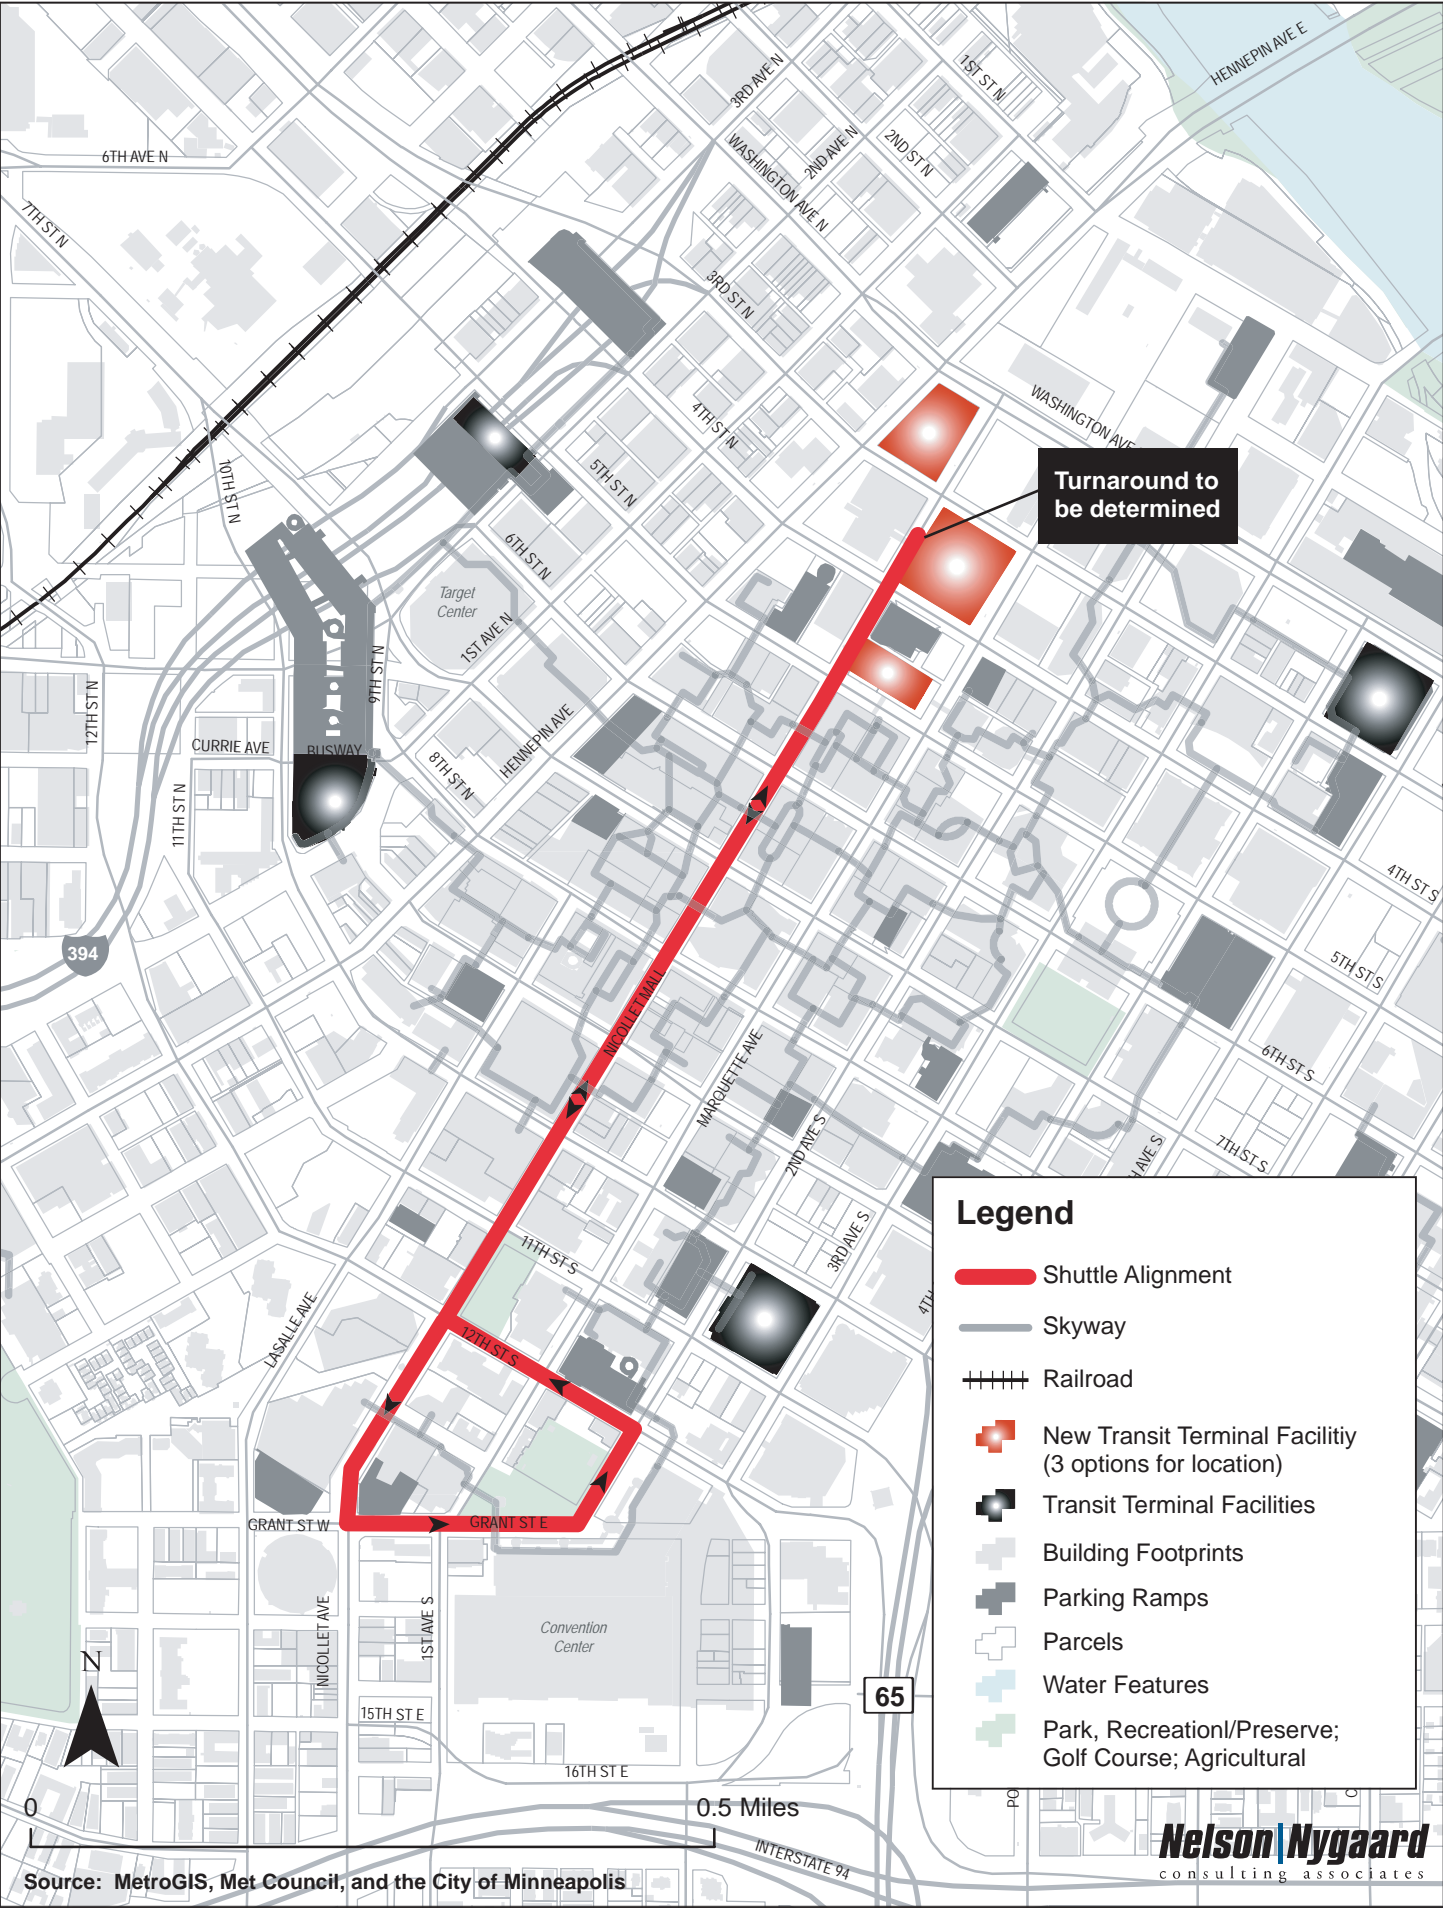 HENNEPIN AVE E
1ST ST N
3RD AVE N
2ND AVE N
2ND ST N
WASHINGTON AVE N
6TH AVE N
7TH ST N
3RD ST N
4TH ST N
WASHINGTON AVE
5TH ST N
10TH ST N
Turnaround to
be determined
6TH ST N
Target
Center
1ST AVE N
9TH ST N
12TH ST N
HENNEPIN AVE
CURRIE AVE
BUSWAY
8TH ST N
11TH ST N
4TH ST S
394
5TH ST S
NICOLLET MALL
MARQUETTE AVE
6TH ST S
2ND AVE S
H AVE S
7TH ST S
3RD AVE S
11TH ST S
4TH
LASALLE AVE
12TH ST S
GRANT ST W
GRANT ST E
NICOLLET AVE
1ST AVE S
Convention
Center
65
15TH ST E
16TH ST E
INTERSTATE 94
PO
C
Legend
Shuttle Alignment
Skyway
Railroad
New Transit Terminal Facilitiy
(3 options for location)
Transit Terminal Facilities
Building Footprints
Parking Ramps
Parcels
Water Features
Park, Recreationl/Preserve;
Golf Course; Agricultural
N
0
0.5 Miles
Source: MetroGIS, Met Council, and the City of Minneapolis
Nelson|Nygaard
consulting associates